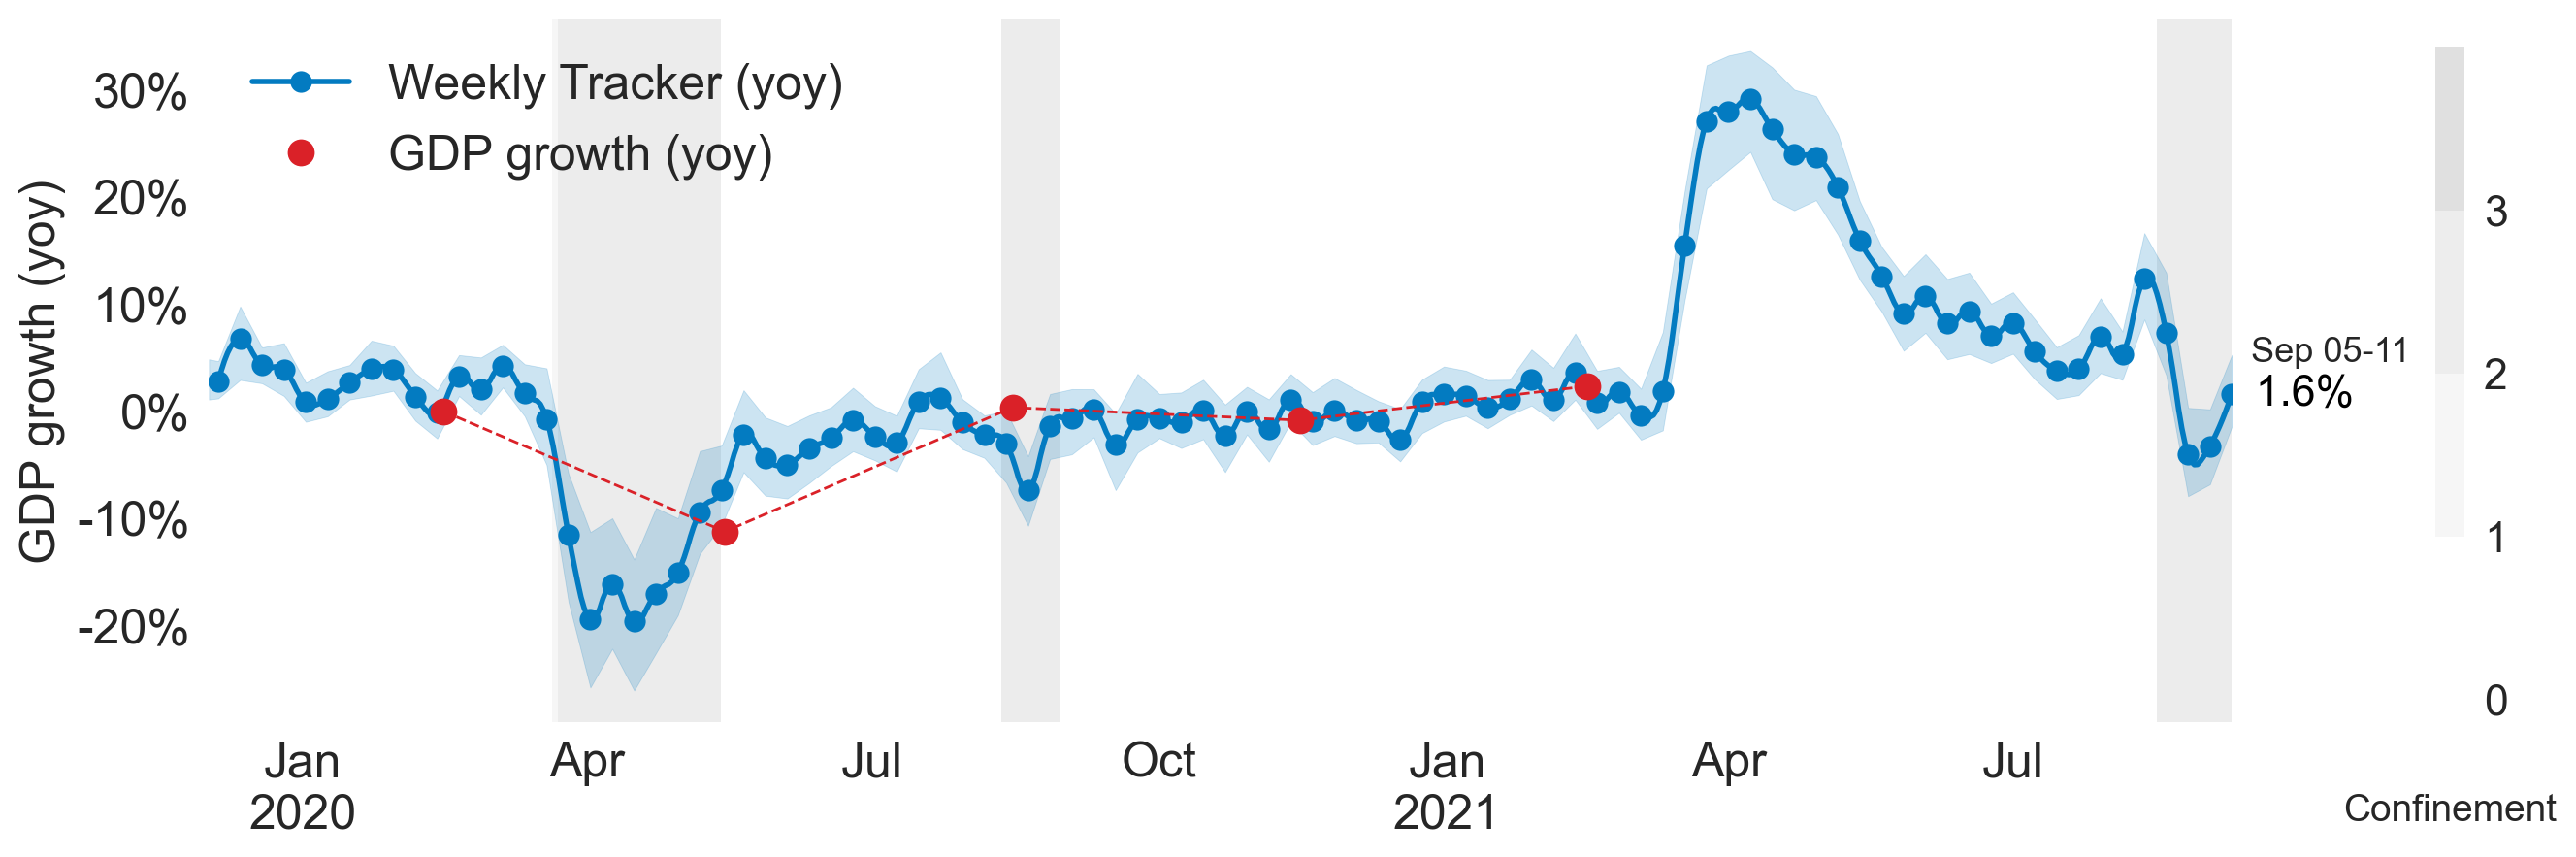 Weekly Tracker (yoy)
GDP growth (yoy)
GDP growth (yoy)
30%
20%
10%
0%
-10%
-20%
Jan
2020
Apr
Jul
Oct
Jan
2021
Apr
Jul
Sep 05-11
1.6%
3
2
1
0
Confinement